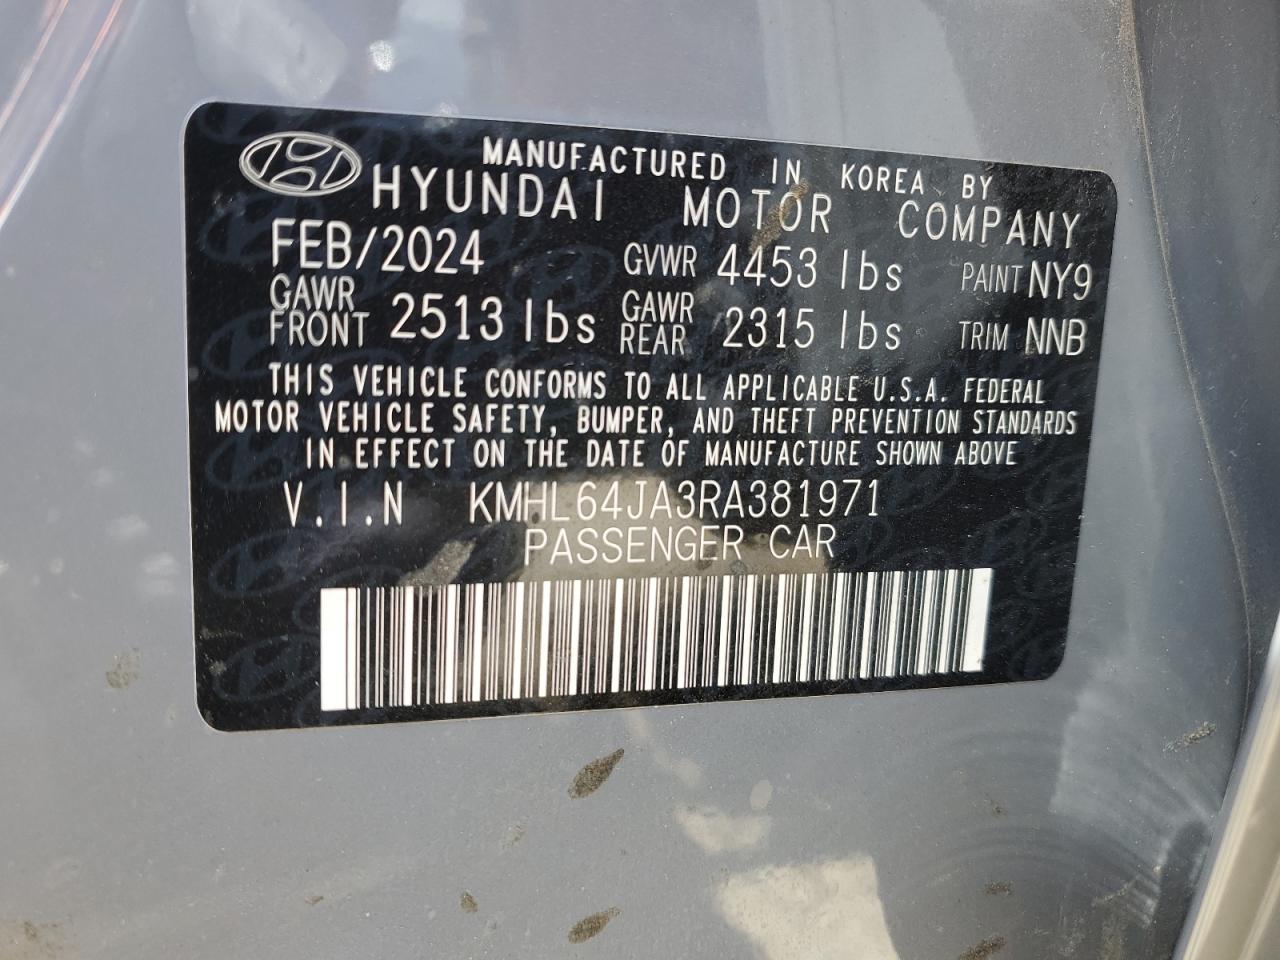 MANUFACTURED IN KOREA BY
HYUNDAI MOTOR COMPANY
FEB/2024 GVWR 4453 lbs PAINT NY9
GAWR FRONT 2513 lbs GAWR REAR 2315 lbs TRIM NNB
THIS VEHICLE CONFORMS TO ALL APPLICABLE U.S.A. FEDERAL
MOTOR VEHICLE SAFETY, BUMPER, AND THEFT PREVENTION STANDARDS
IN EFFECT ON THE DATE OF MANUFACTURE SHOWN ABOVE
V.I.N KMHL64JA3RA381971
PASSENGER CAR